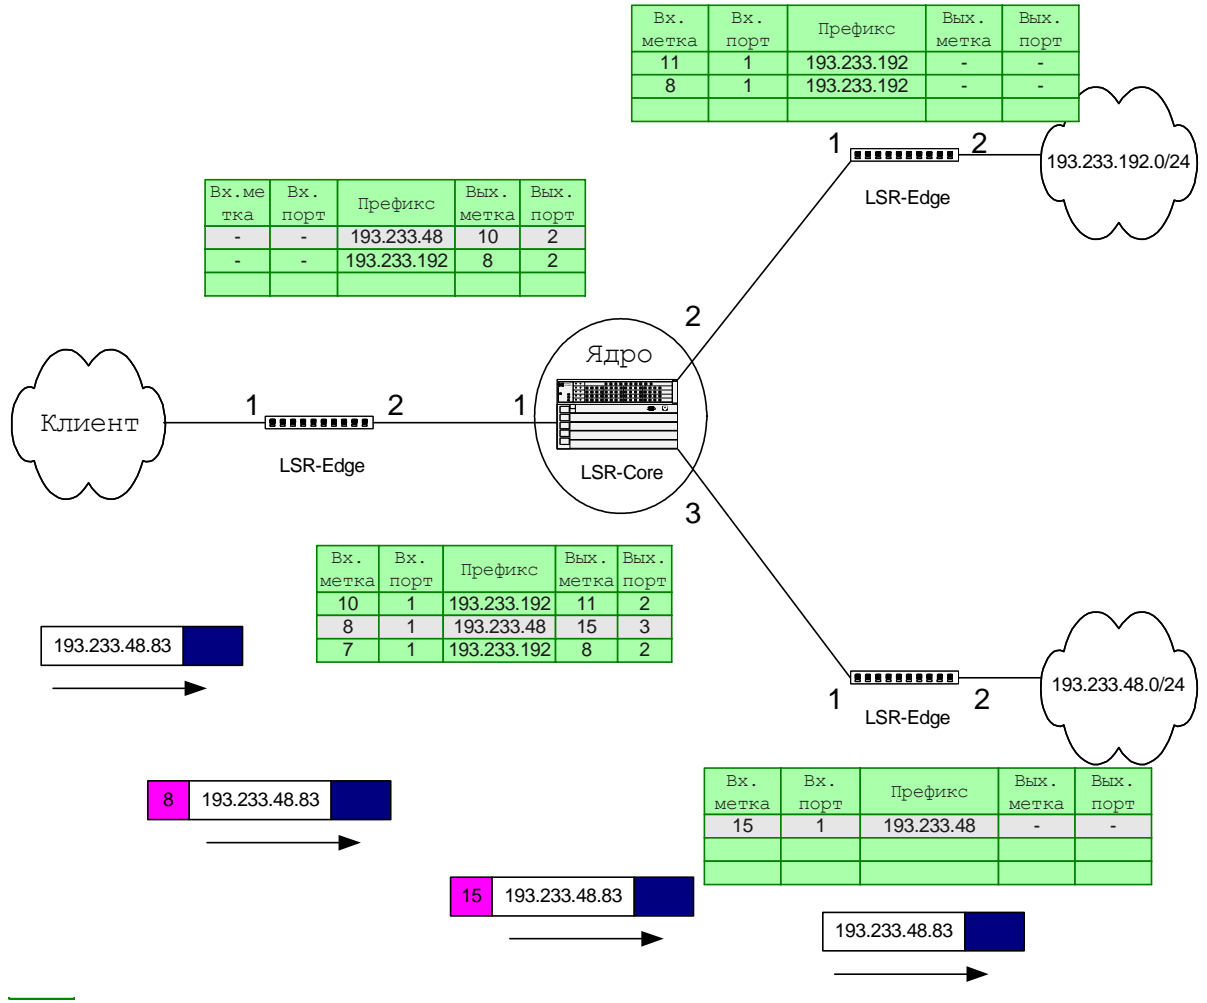 Вх. метка Вх. порт Префикс Вых. метка Вых. порт
11 1 193.233.192 - -
8 1 193.233.192 - -
1 2
193.233.192.0/24
LSR-Edge
Вх.ме тка Вх. порт Префикс Вых. метка Вых. порт
- - 193.233.48 10 2
- - 193.233.192 8 2
2
Ядро
Клиент
1 2 1
LSR-Edge
LSR-Core
3
Вх. метка Вх. порт Префикс Вых. метка Вых. порт
10 1 193.233.192 11 2
8 1 193.233.48 15 3
7 1 193.233.192 8 2
193.233.48.83
193.233.48.0/24
1 2
LSR-Edge
Вх. метка Вх. порт Префикс Вых. метка Вых. порт
15 1 193.233.48 - -
8 193.233.48.83
15 193.233.48.83
193.233.48.83